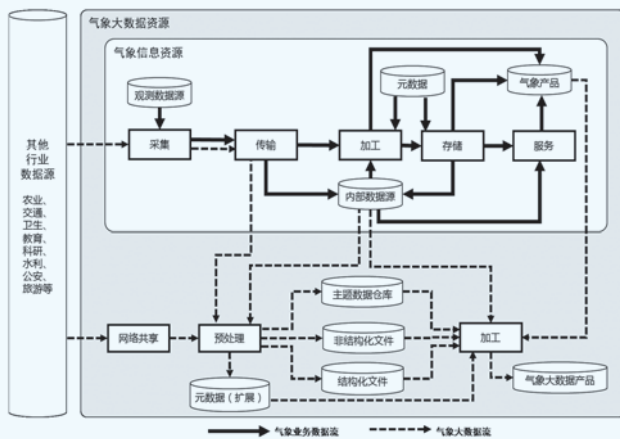 气象大数据资源
气象信息资源
观测数据源
元数据
气象产品
采集
传输
加工
存储
服务
内部数据源
其他
行业
数据源
农业、
交通、
卫生、
教育、
科研、
水利、
公安、
旅游等
主题数据仓库
网络共享
预处理
非结构化文件
加工
结构化文件
气象大数据产品
元数据（扩展）
气象业务数据流
气象大数据流